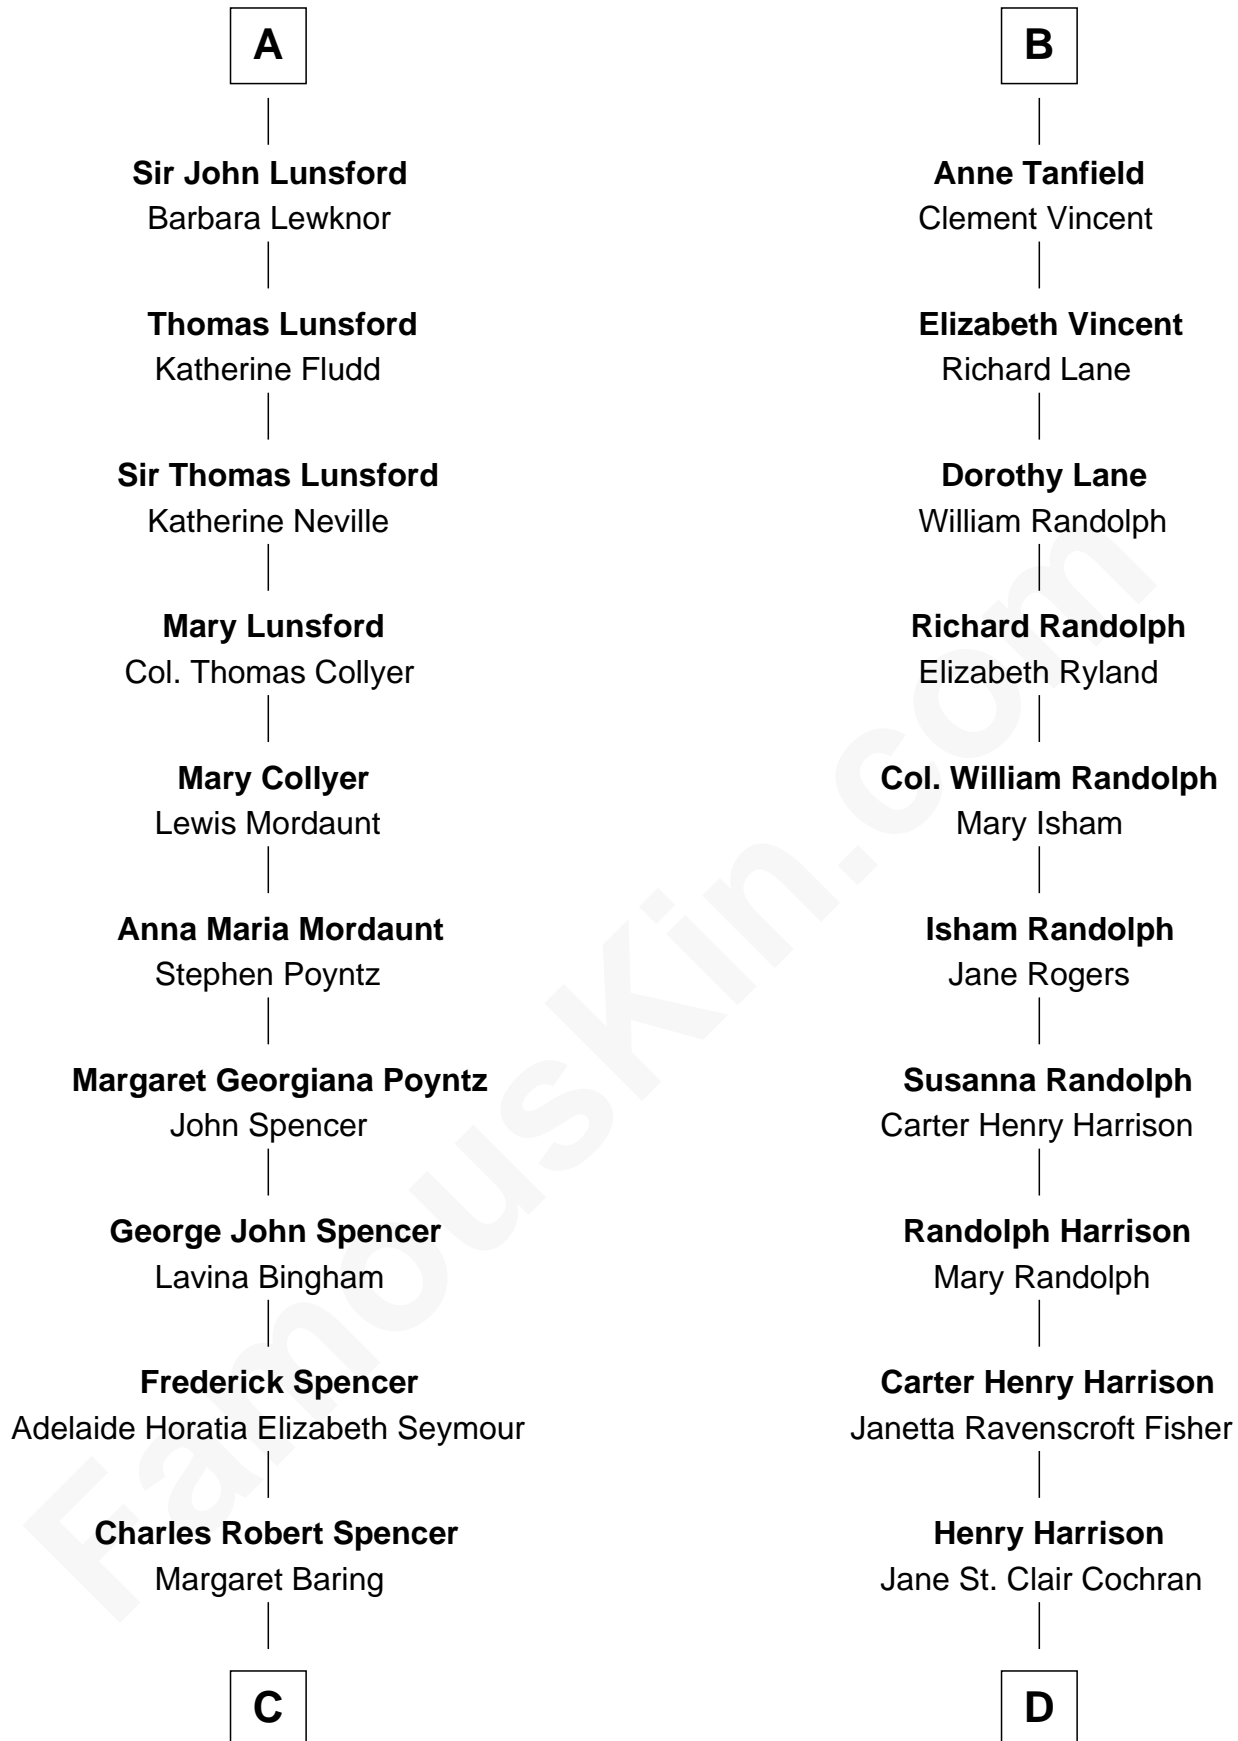 A
Sir John Lunsford
Barbara Lewknor
Thomas Lunsford
Katherine Fludd
Sir Thomas Lunsford
Katherine Neville
Mary Lunsford
Col. Thomas Collyer
Mary Collyer
Lewis Mordaunt
Anna Maria Mordaunt
Stephen Poyntz
Margaret Georgiana Poyntz
John Spencer
George John Spencer
Lavina Bingham
Frederick Spencer
Adelaide Horatia Elizabeth Seymour
Charles Robert Spencer
Margaret Baring
C
B
Anne Tanfield
Clement Vincent
Elizabeth Vincent
Richard Lane
Dorothy Lane
William Randolph
Richard Randolph
Elizabeth Ryland
Col. William Randolph
Mary Isham
Isham Randolph
Jane Rogers
Susanna Randolph
Carter Henry Harrison
Randolph Harrison
Mary Randolph
Carter Henry Harrison
Janetta Ravenscroft Fisher
Henry Harrison
Jane St. Clair Cochran
D
FamousKin.com